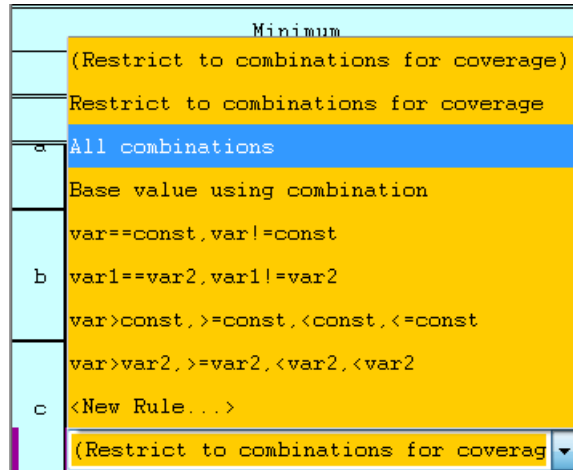 Minimum
(Restrict to combinations for coverage)
Restrict to combinations for coverage
a
All combinations
Base value using combination
var==const,var!=const
b
var1==var2,var1!=var2
var>const,>=const,<const,<=const
var>var2,>=var2,<var2,<var2
c
<New Rule...>
(Restrict to combinations for coverag